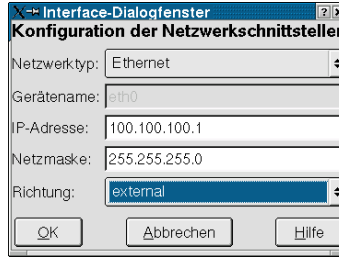 Interface-Dialogfenster
Konfiguration der Netzwerkschnittstellen
Netzwerktyp: Ethernet
Gerätename: eth0
IP-Adresse: 100.100.100.1
Netzmaske: 255.255.255.0
Richtung: external
OK Abbrechen Hilfe